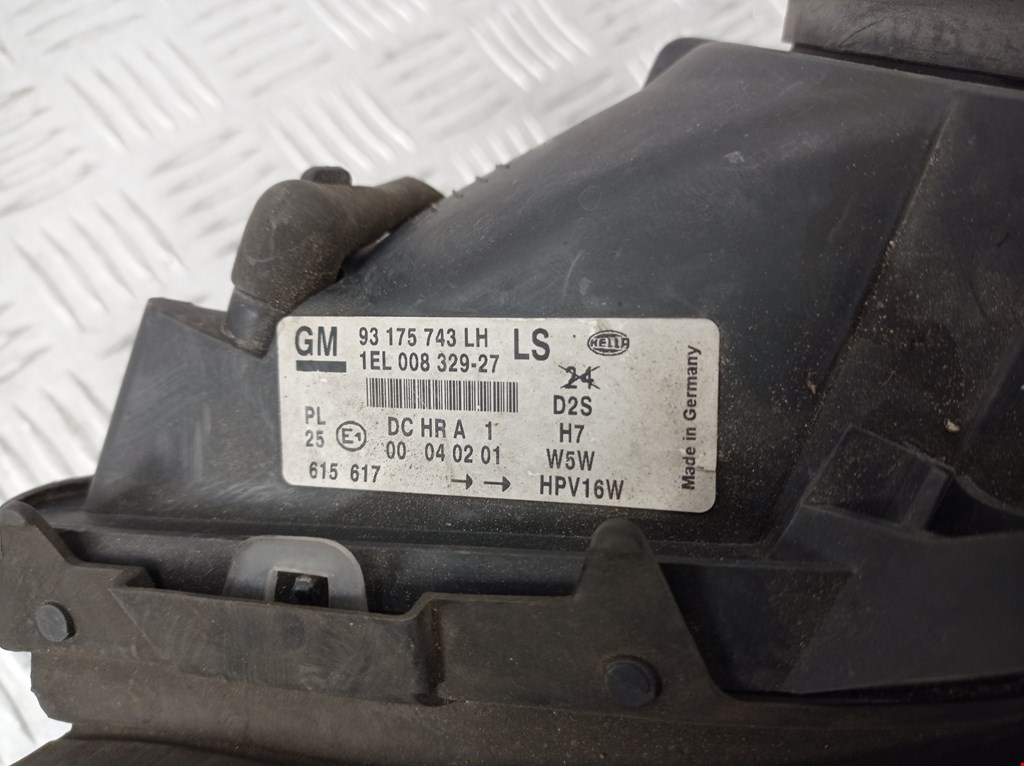 GM 93 175 743 LH LS HELLA
1EL 008 329-27
24
D2S
PL DC HR A 1 H7
25 E1 00 04 02 01 W5W
615 617 → → HPV16W
Made in Germany